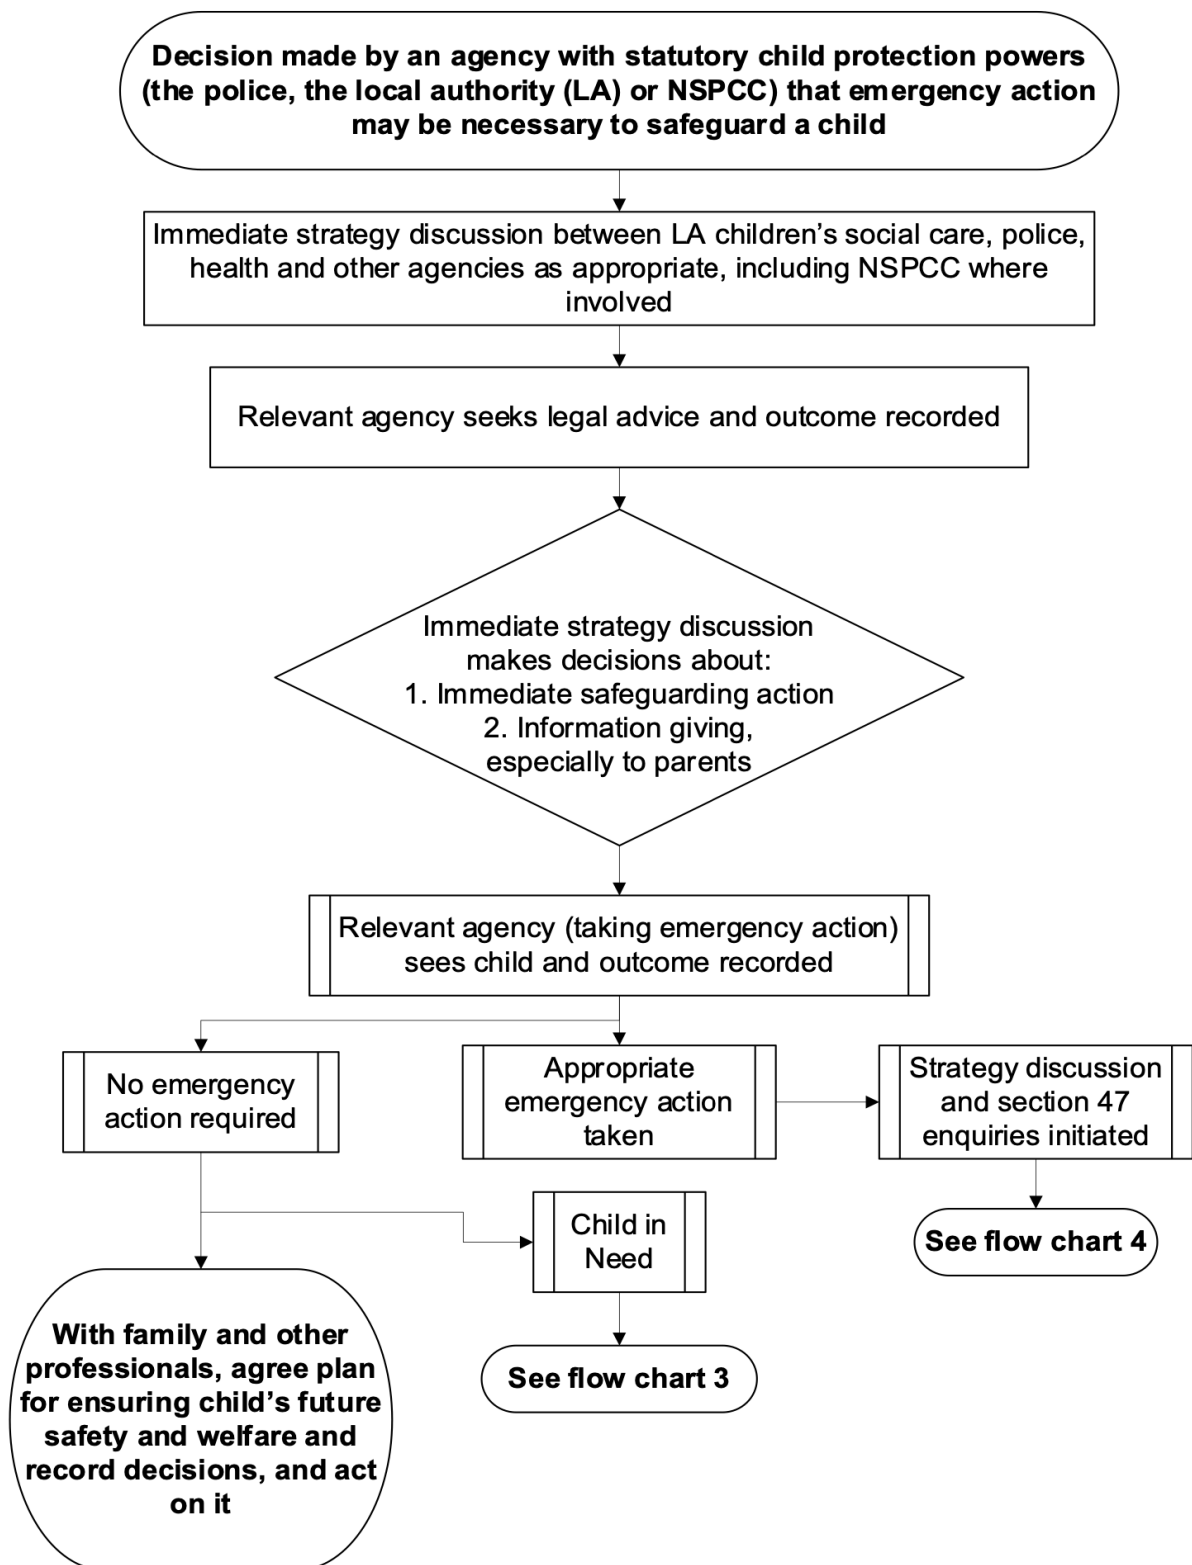 Decision made by an agency with statutory child protection powers
(the police, the local authority (LA) or NSPCC) that emergency action
may be necessary to safeguard a child
Immediate strategy discussion between LA children's social care, police,
health and other agencies as appropriate, including NSPCC where
involved
Relevant agency seeks legal advice and outcome recorded
Immediate strategy discussion
makes decisions about:
1. Immediate safeguarding action
2. Information giving,
especially to parents
Relevant agency (taking emergency action)
sees child and outcome recorded
No emergency
action required
Appropriate
emergency action
taken
Strategy discussion
and section 47
enquiries initiated
Child in
Need
See flow chart 4
With family and other
professionals, agree plan
for ensuring child's future
safety and welfare and
record decisions, and act
on it
See flow chart 3